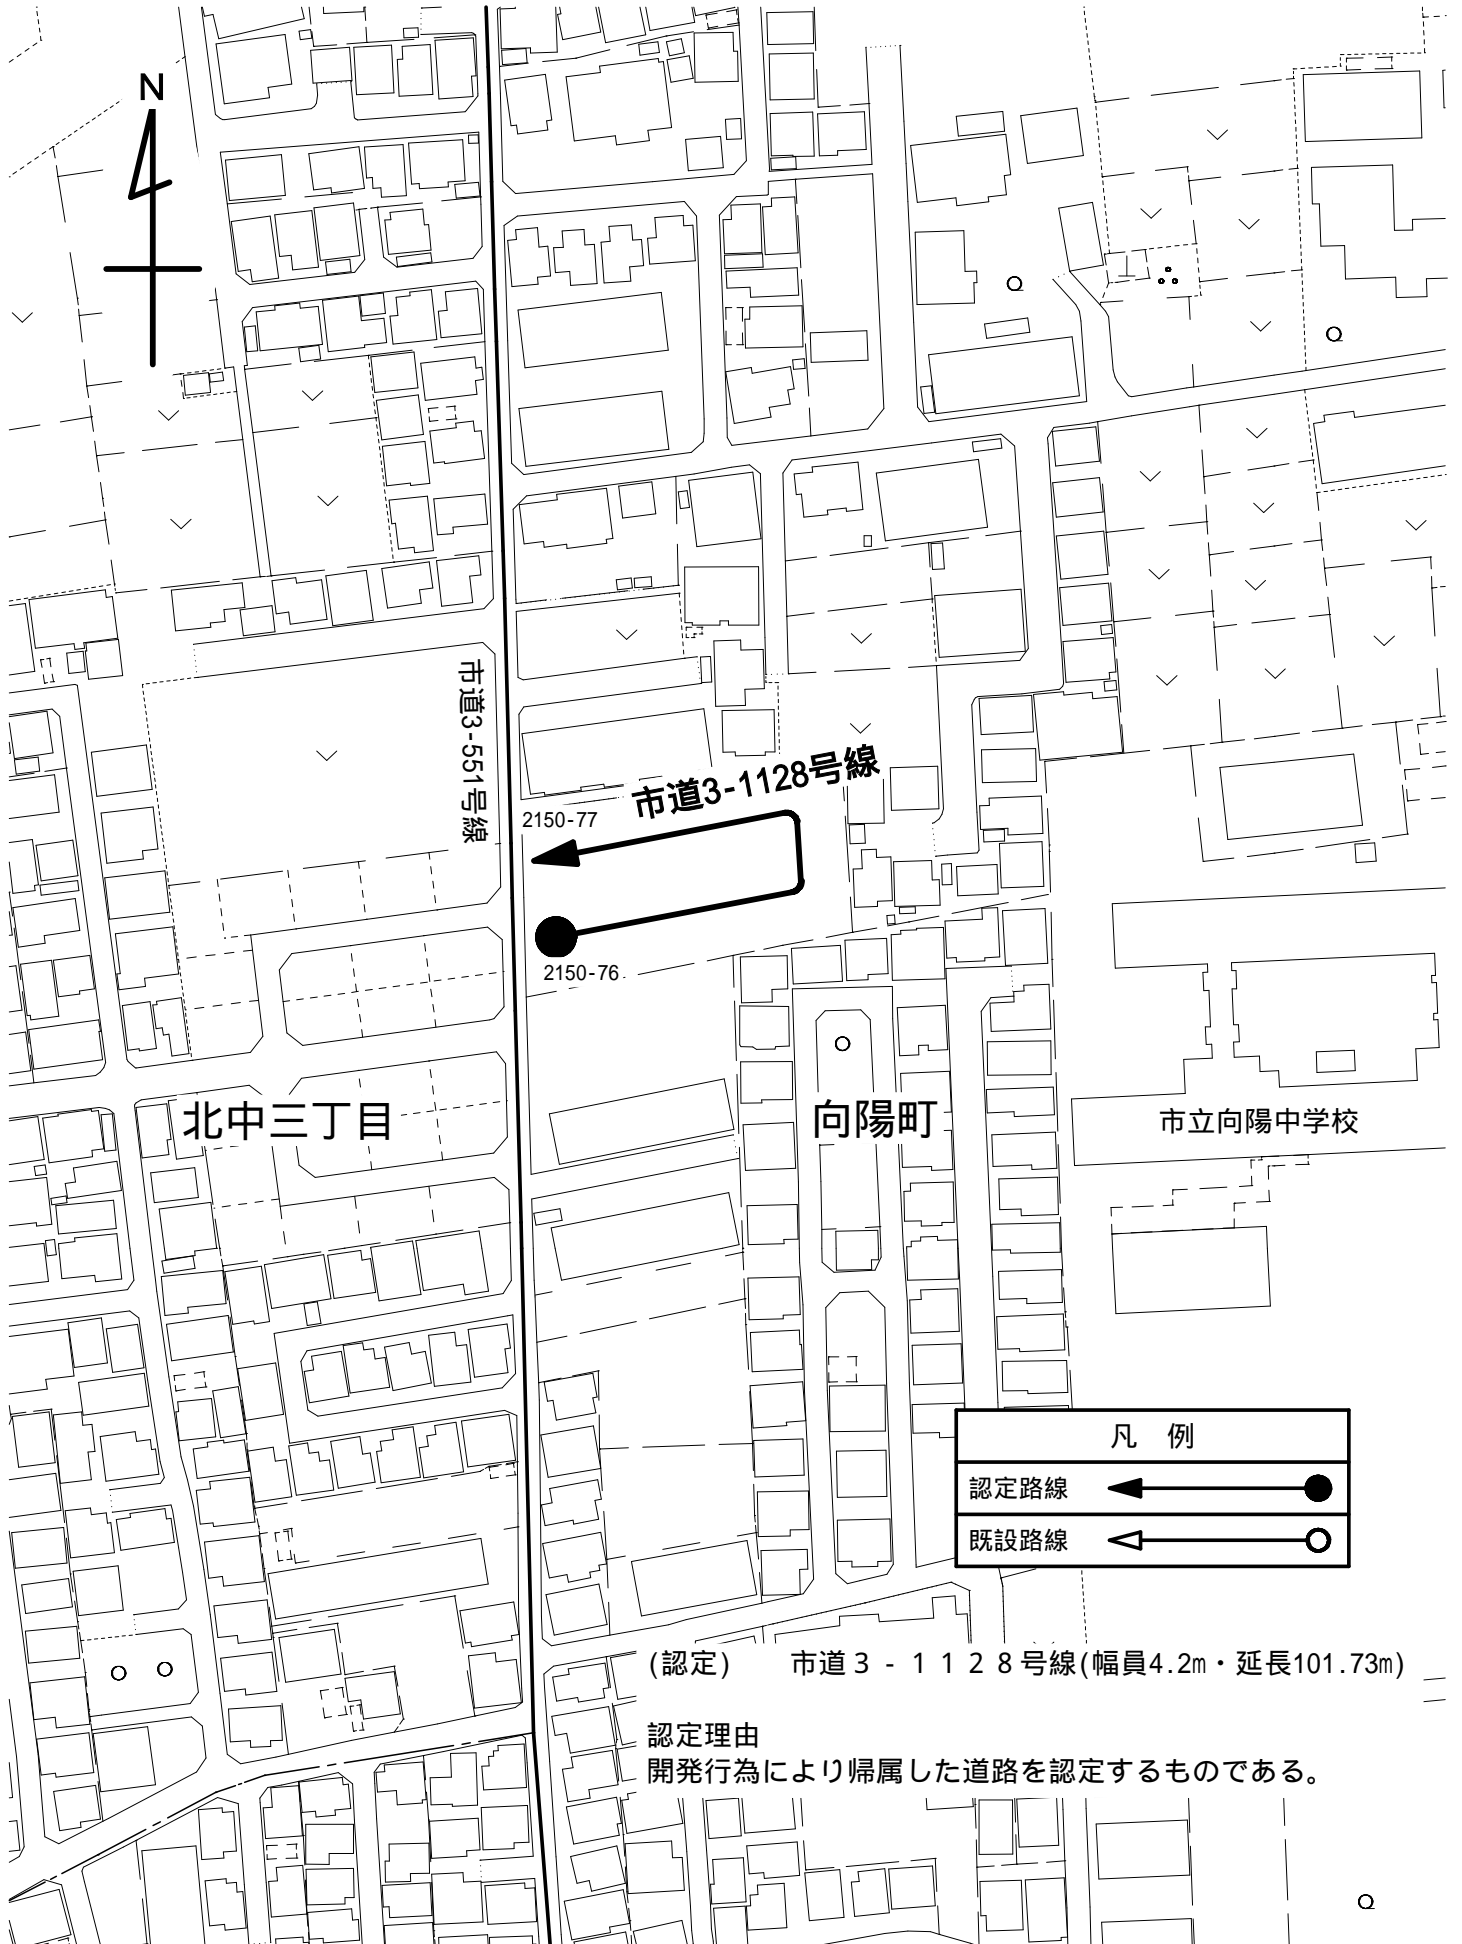 N
市道3-551号線
市道3-1128号線
2150-77
2150-76
北中三丁目
向陽町
市立向陽中学校
凡 例
認定路線
既設路線
(認定) 市道３-１１２８号線(幅員4.2m・延長101.73m)
認定理由
開発行為により帰属した道路を認定するものである。